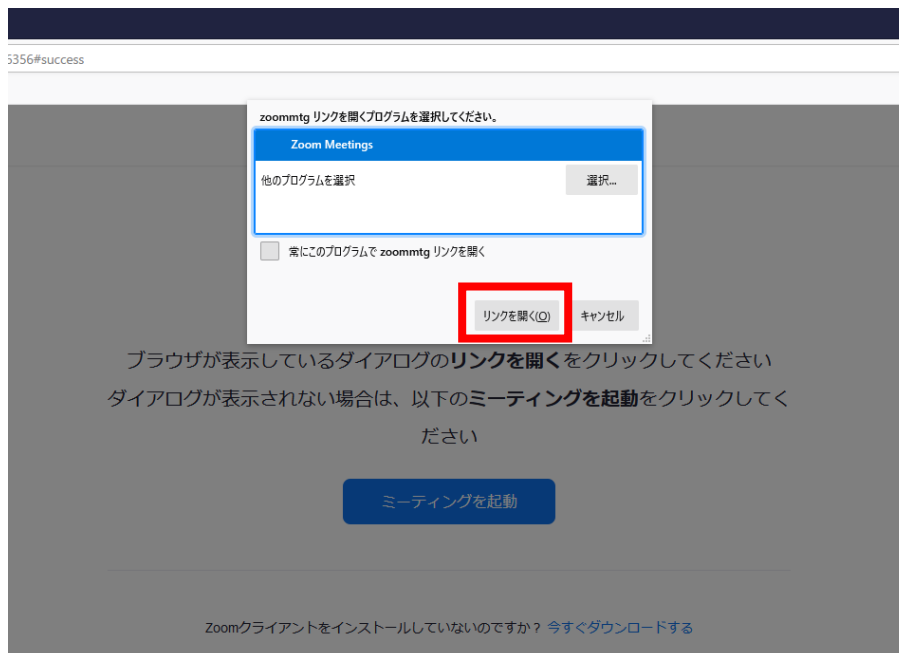 5356#success
zoommtg リンクを開くプログラムを選択してください。
Zoom Meetings
他のプログラムを選択
選択...
常にこのプログラムで zoommtg リンクを開く
リンクを開く(O)
キャンセル
ブラウザが表示しているダイアログのリンクを開くをクリックしてください
ダイアログが表示されない場合は、以下のミーティングを起動をクリックしてく
ださい
ミーティングを起動
Zoomクライアントをインストールしていないのですか？ 今すぐダウンロードする